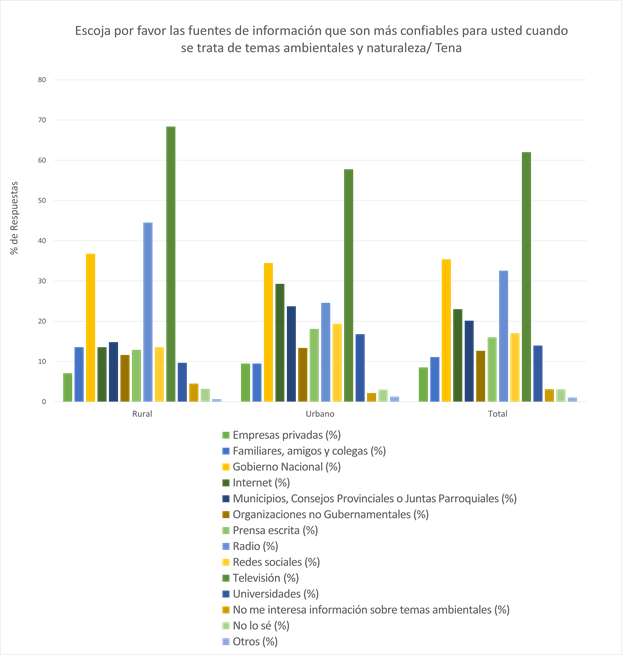 Escoja por favor las fuentes de información que son más confiables para usted cuando
se trata de temas ambientales y naturaleza/ Tena
% de Respuestas
80
70
60
50
40
30
20
10
0
Rural Urbano Total
Empresas privadas (%)
Familiares, amigos y colegas (%)
Gobierno Nacional (%)
Internet (%)
Municipios, Consejos Provinciales o Juntas Parroquiales (%)
Organizaciones no Gubernamentales (%)
Prensa escrita (%)
Radio (%)
Redes sociales (%)
Televisión (%)
Universidades (%)
No me interesa información sobre temas ambientales (%)
No lo sé (%)
Otros (%)